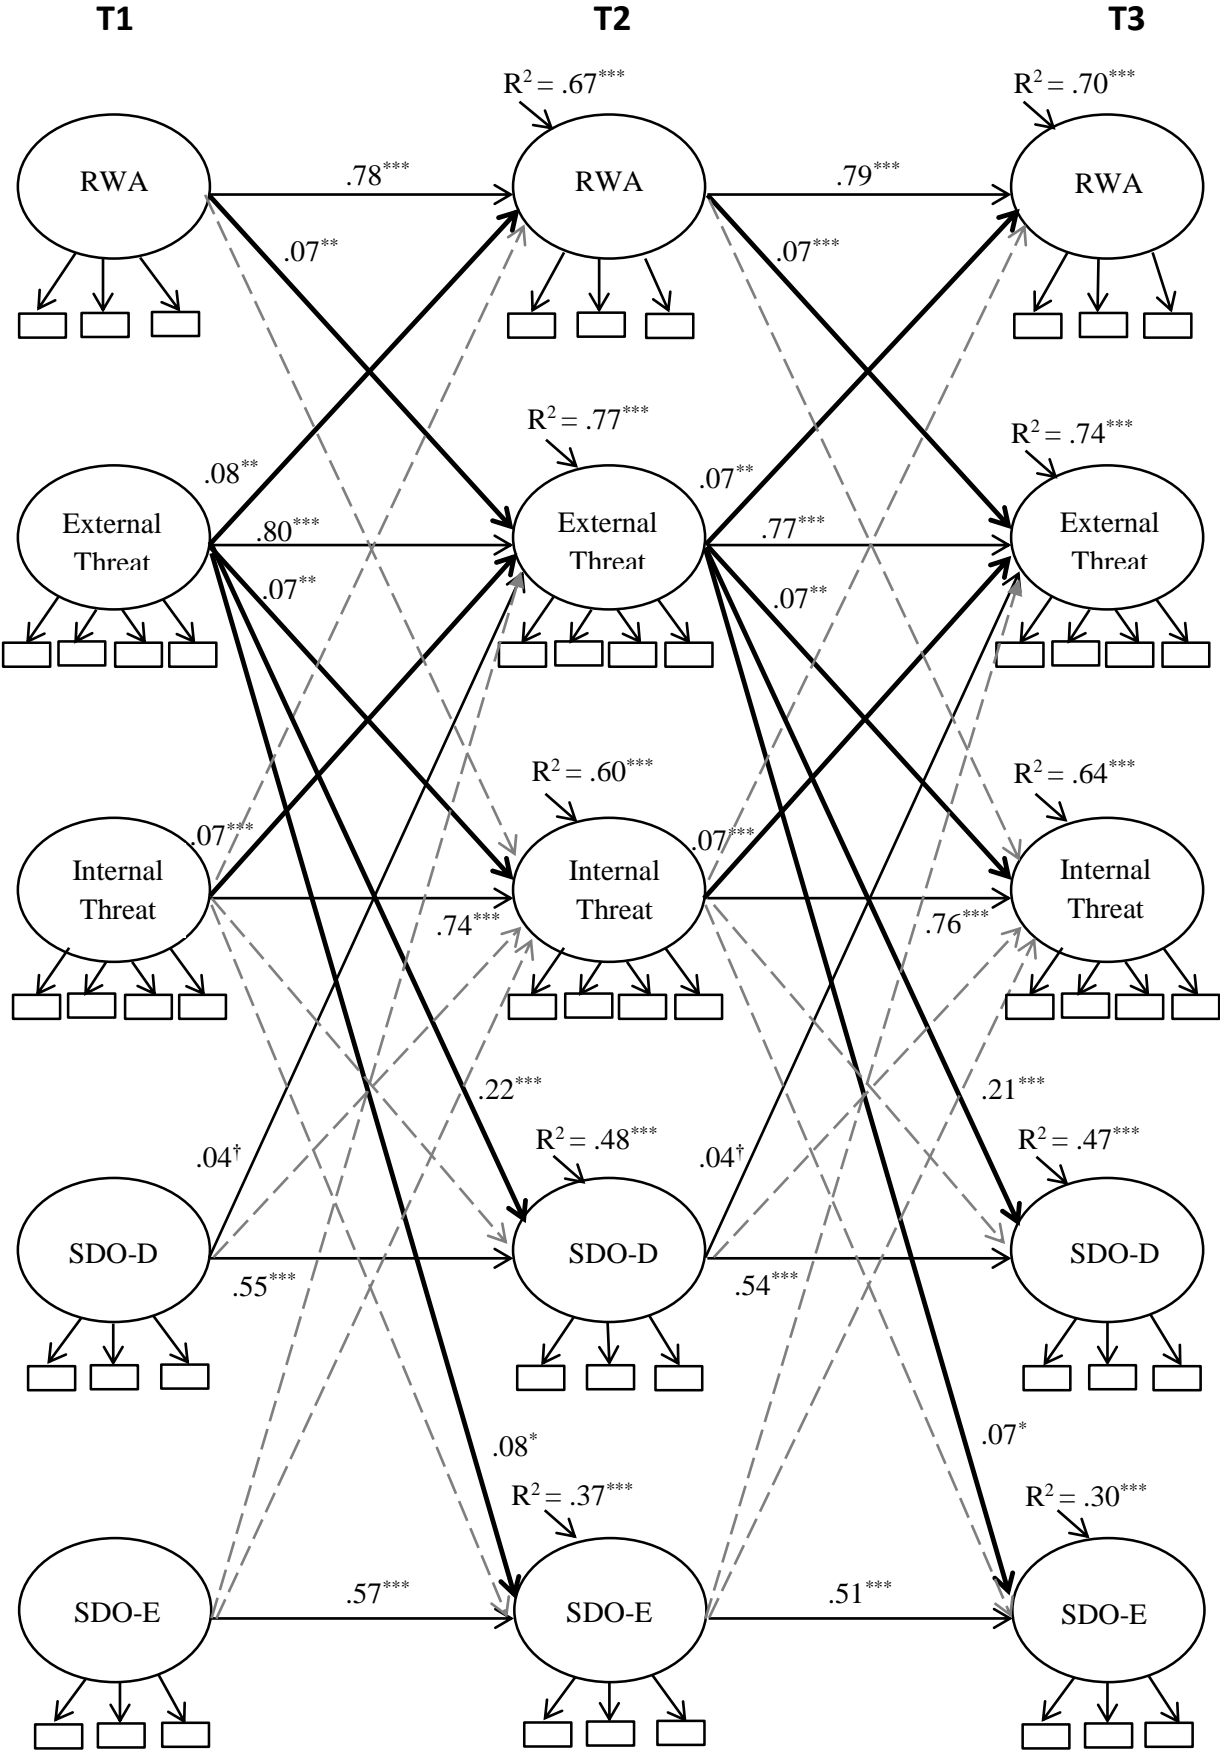 T1 T2 T3
R² = .67*** R² = .70***
RWA .78*** RWA .79*** RWA
.07** .07***
R² = .77*** R² = .74***
.08** .07**
External .80*** External .77*** External
Threat Threat Threat
.07** .07**
R² = .60*** R² = .64***
.07*** .07***
Internal Internal Internal
Threat .74*** Threat .76*** Threat
.22*** .21***
R² = .48*** R² = .47***
.04† .04†
SDO-D SDO-D SDO-D
.55*** .54***
.08* .07*
R² = .37*** R² = .30***
.57*** .51***
SDO-E SDO-E SDO-E